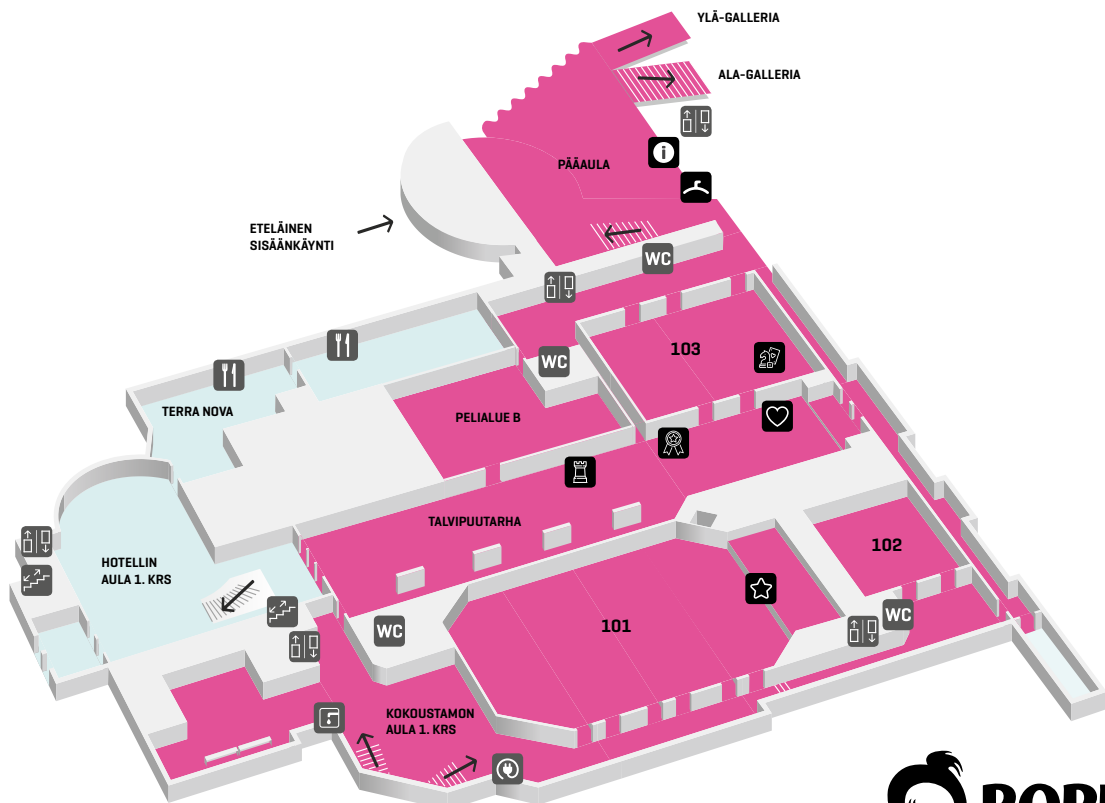 YLÄ-GALLERIA
ALA-GALLERIA
PÄÄAULA
ETELÄINEN
SISÄÄNKÄYNTI
WC
103
WC
TERRA NOVA
PELIALUE B
TALVIPUUTARHA
HOTELLIN
AULA 1. KRS
102
101
WC
WC
KOKOUSTAMON
AULA 1. KRS